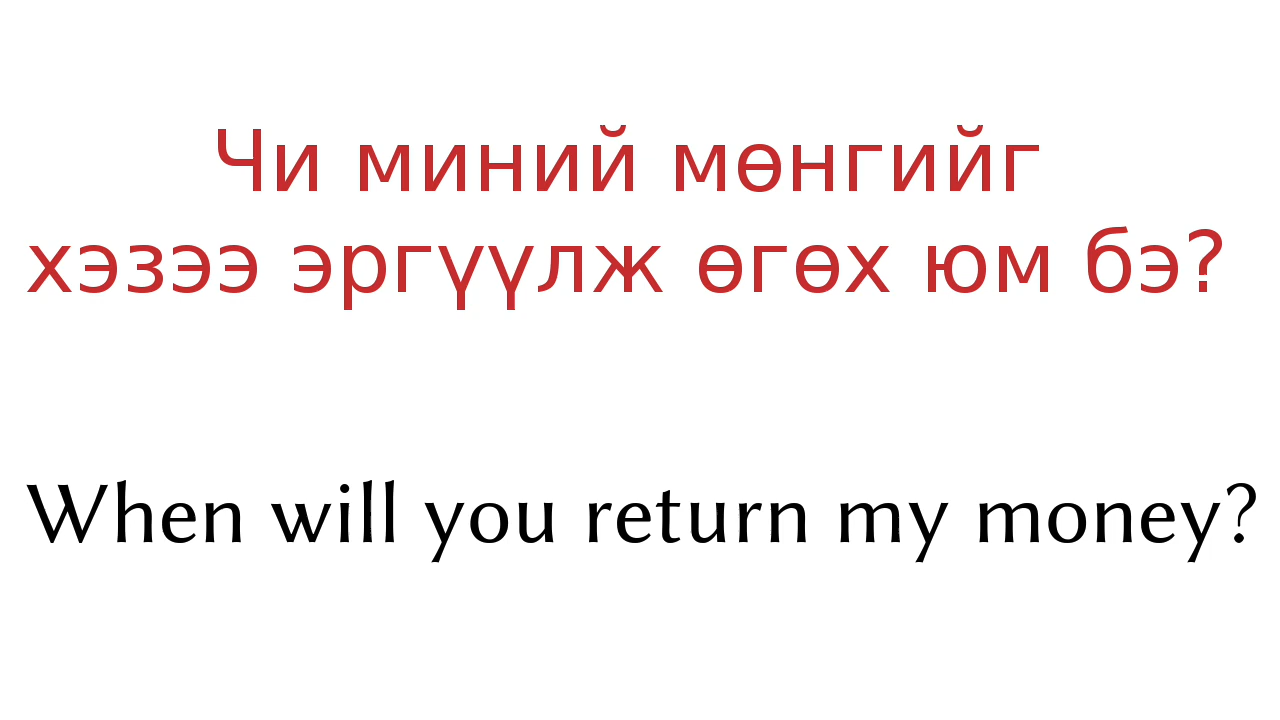 Чи миний мөнгийг
хэзээ эргүүлж өгөх юм бэ?
When will you return my money?